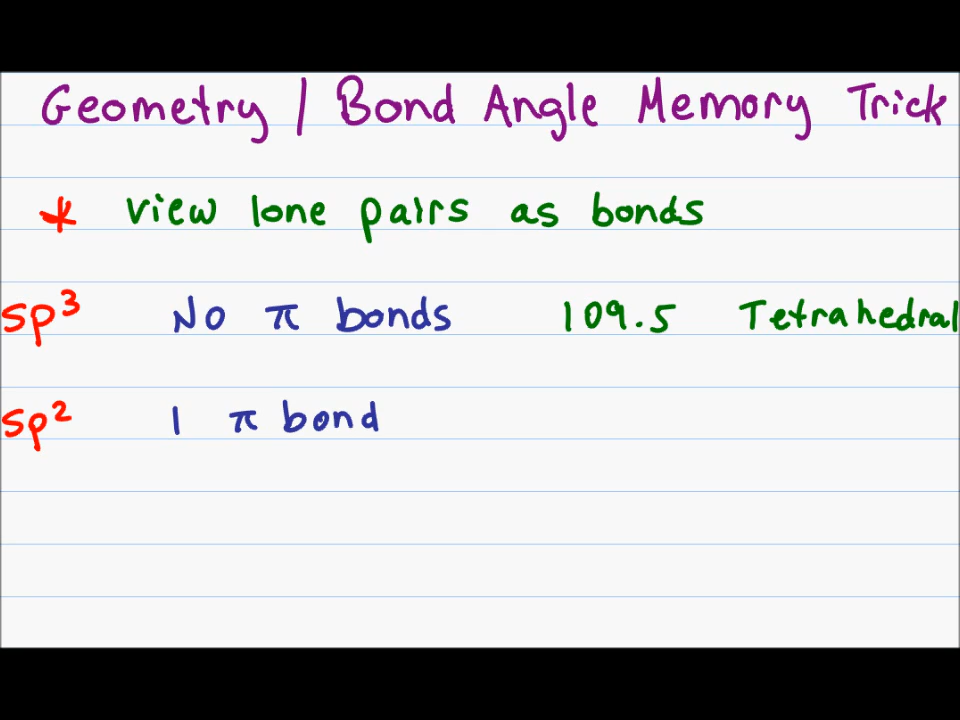 Geometry / Bond Angle Memory Trick
* view lone pairs as bonds
sp³ No π bonds 109.5 Tetrahedral
sp² 1 π bond